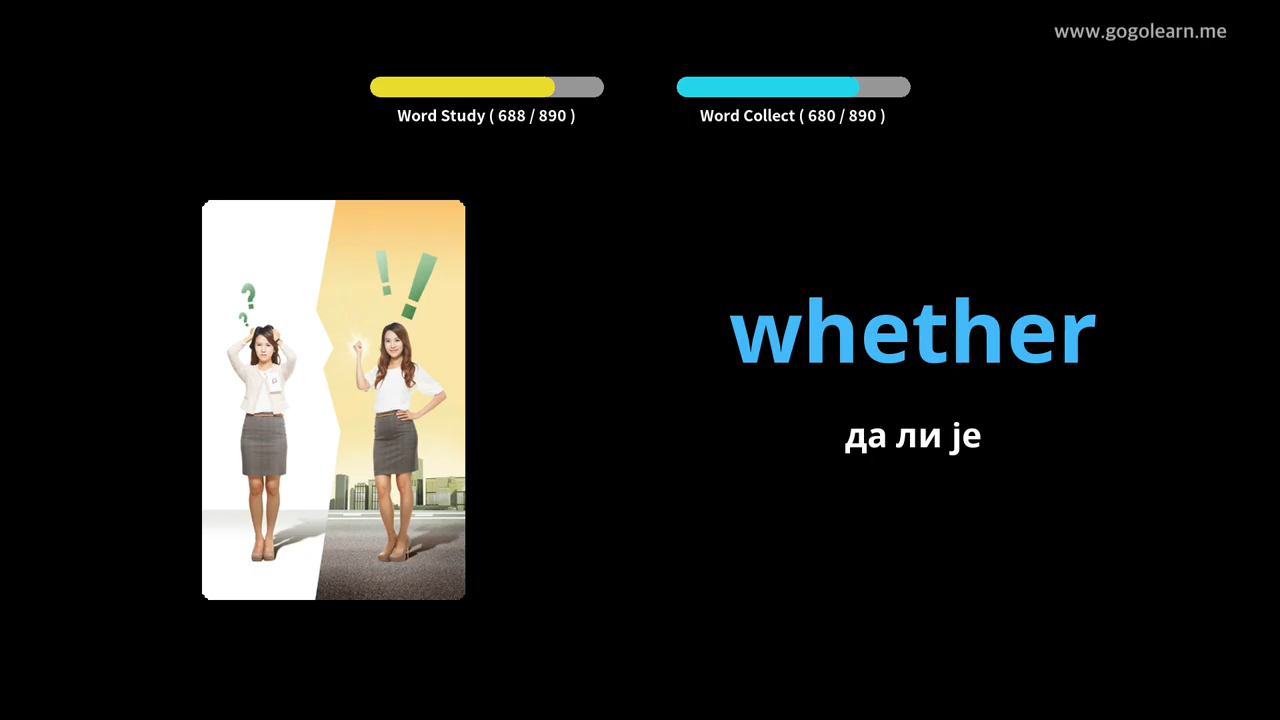 www.gogolearn.me
Word Study ( 688 / 890 )
Word Collect ( 680 / 890 )
? !!
?
whether
да ли је